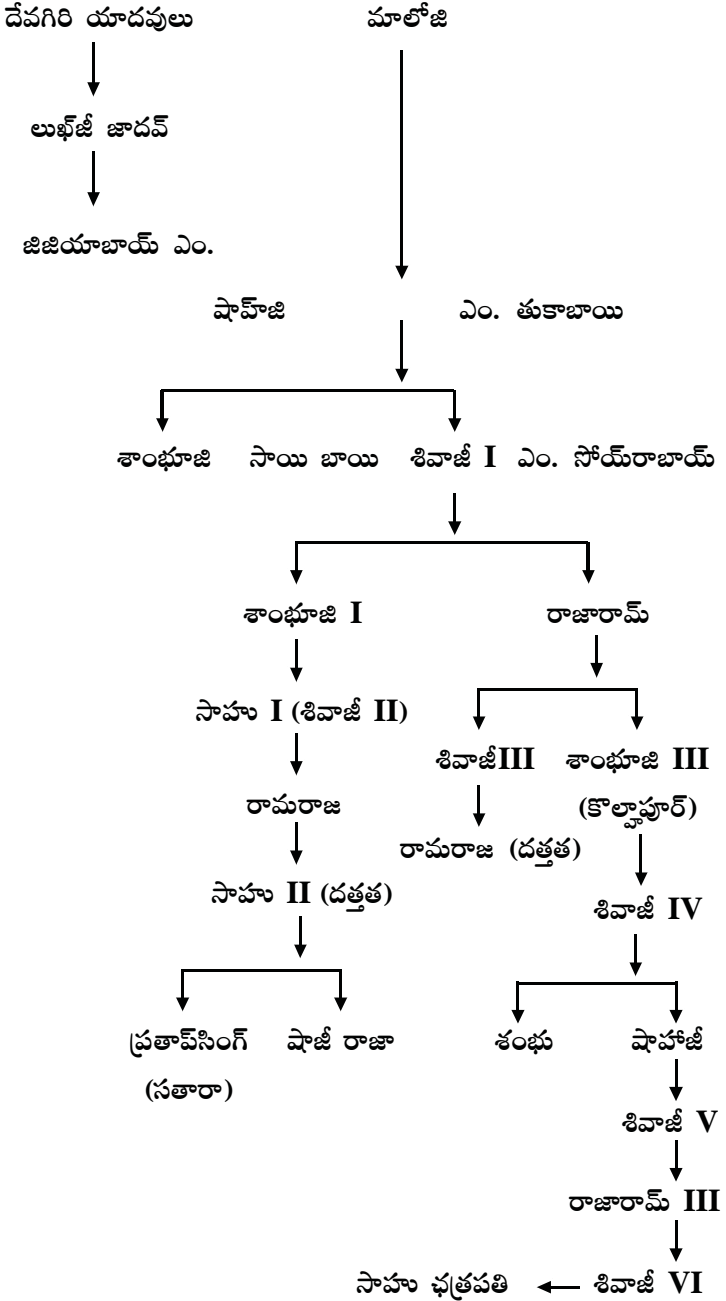 దేవగిరి యాదవులు మాలోజి
లుఖ్‌జీ జాదవ్
జిజియాబాయ్ ఎం.
షాహ్‌జి ఎం. తుకాబాయి
శాంభూజి సాయి బాయి శివాజీ I ఎం. సోయ్‌రాబాయ్
శాంభూజి I రాజారామ్
సాహు I (శివాజీ II)
శివాజీIII శాంభూజి III
రామరాజ (కొల్హాపూర్)
రామరాజ (దత్తత)
సాహు II (దత్తత)
శివాజీ IV
ప్రతాప్‌సింగ్ షాజీ రాజా శంభు షాహాజీ
(సతారా)
శివాజీ V
రాజారామ్ III
సాహు ఛత్రపతి శివాజీ VI